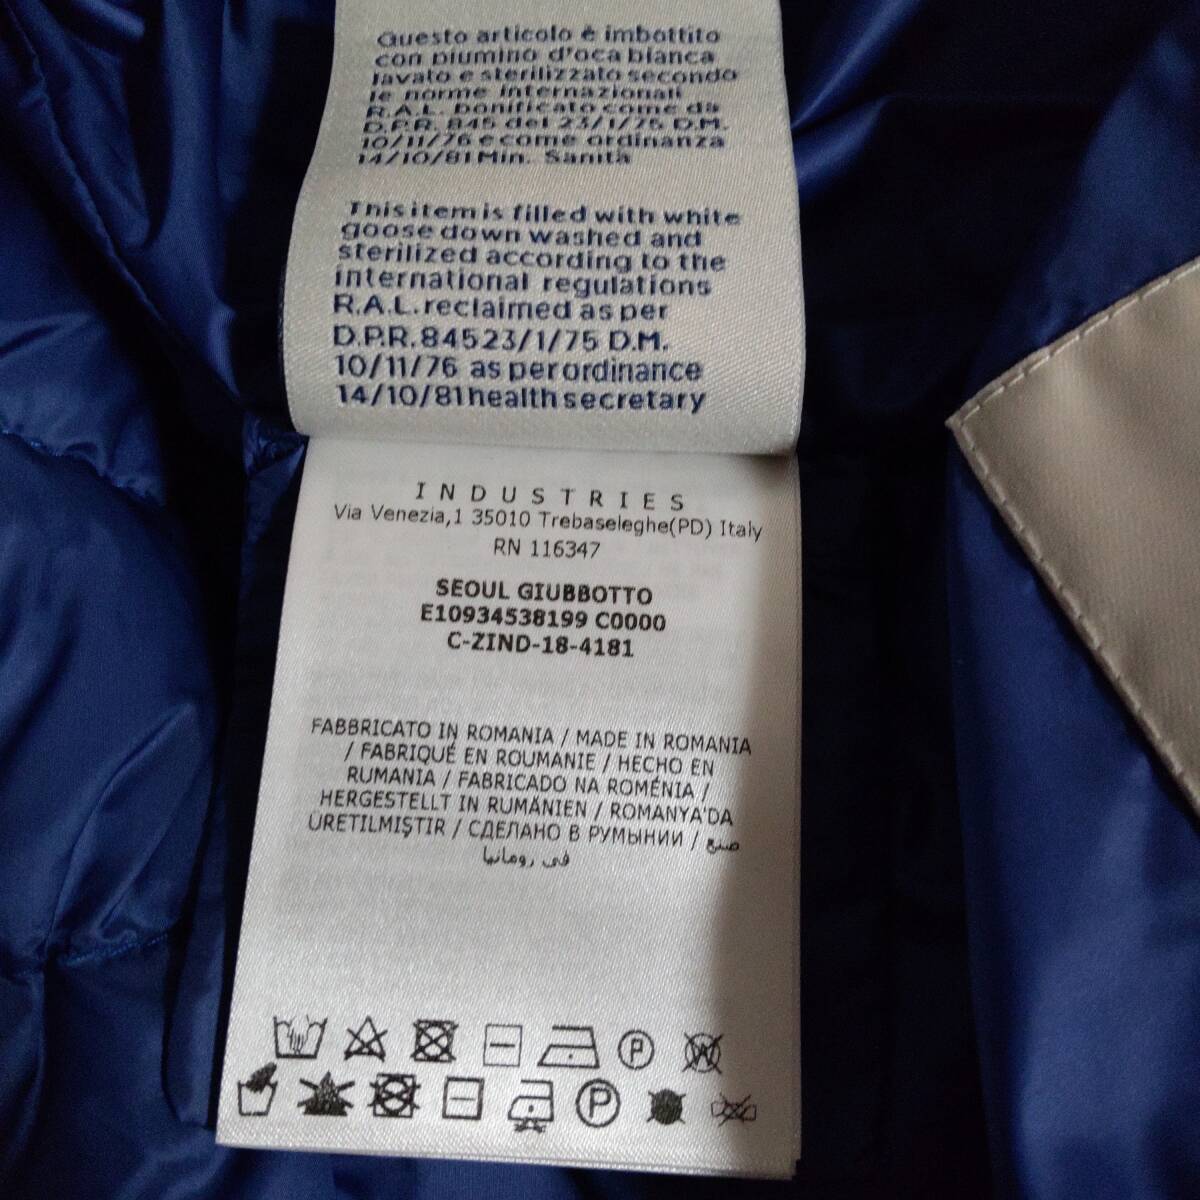 Questo articolo è imbottito
con piumino d'oca bianca
lavato e sterilizzato secondo
le norme internazionali
R.A.L. bonificato come da
D.P.R. 845 del 23/1/75 D.M.
10/11/76 e come ordinanza
14/10/81 Min. Sanità
This item is filled with white
goose down washed and
sterilized according to the
international regulations
R.A.L. reclaimed as per
D.P.R. 845 23/1/75 D.M.
10/11/76 as per ordinance
14/10/81 health secretary
INDUSTRIES
Via Venezia,1 35010 Trebaseleghe(PD) Italy
RN 116347
SEOUL GIUBBOTTO
E10934538199 C0000
C-ZIND-18-4181
FABBRICATO IN ROMANIA / MADE IN ROMANIA
/ FABRIQUÉ EN ROUMANIE / HECHO EN
RUMANIA / FABRICADO NA ROMÉNIA /
HERGESTELLT IN RUMÄNIEN / ROMANYA'DA
ÜRETILMIŞTIR / СДЕЛАНО В РУМЫНИИ / صنع
في رومانيا
P W
P